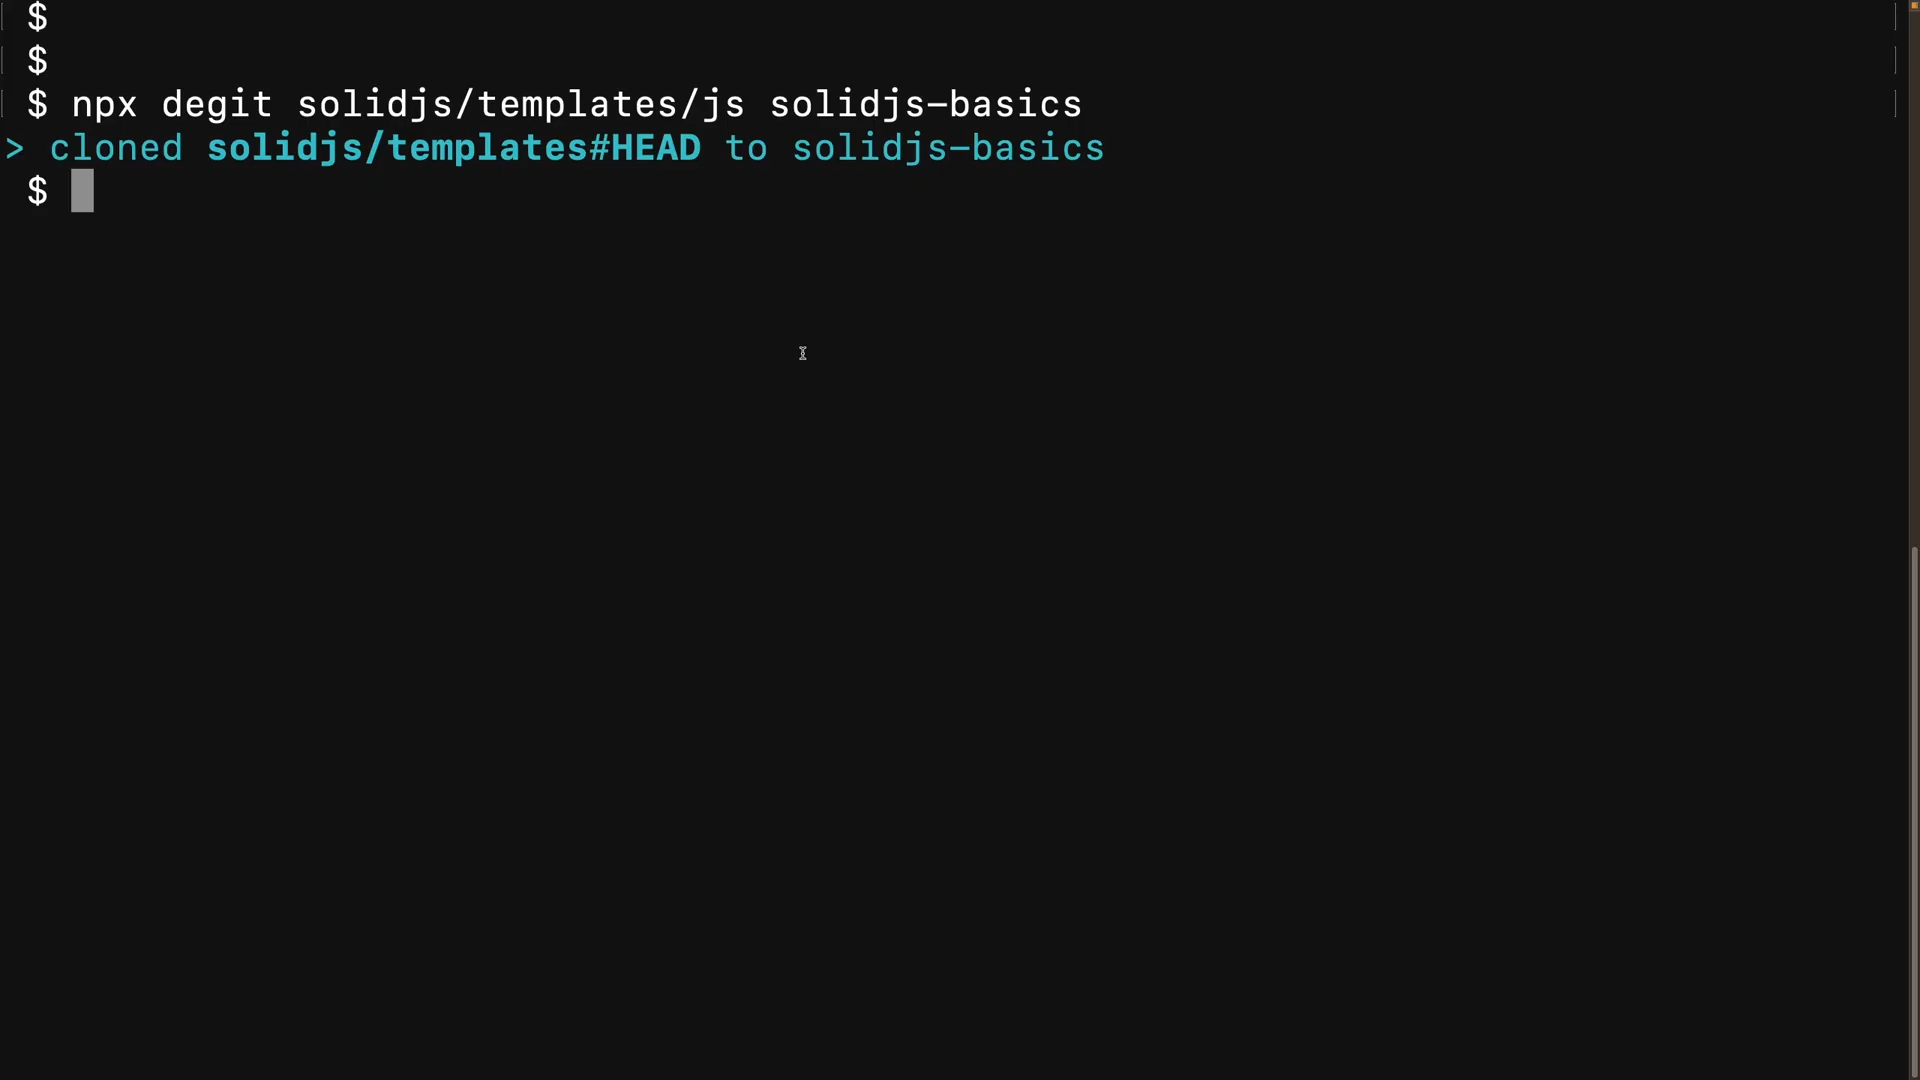 $
$
$ npx degit solidjs/templates/js solidjs-basics
> cloned solidjs/templates#HEAD to solidjs-basics
$